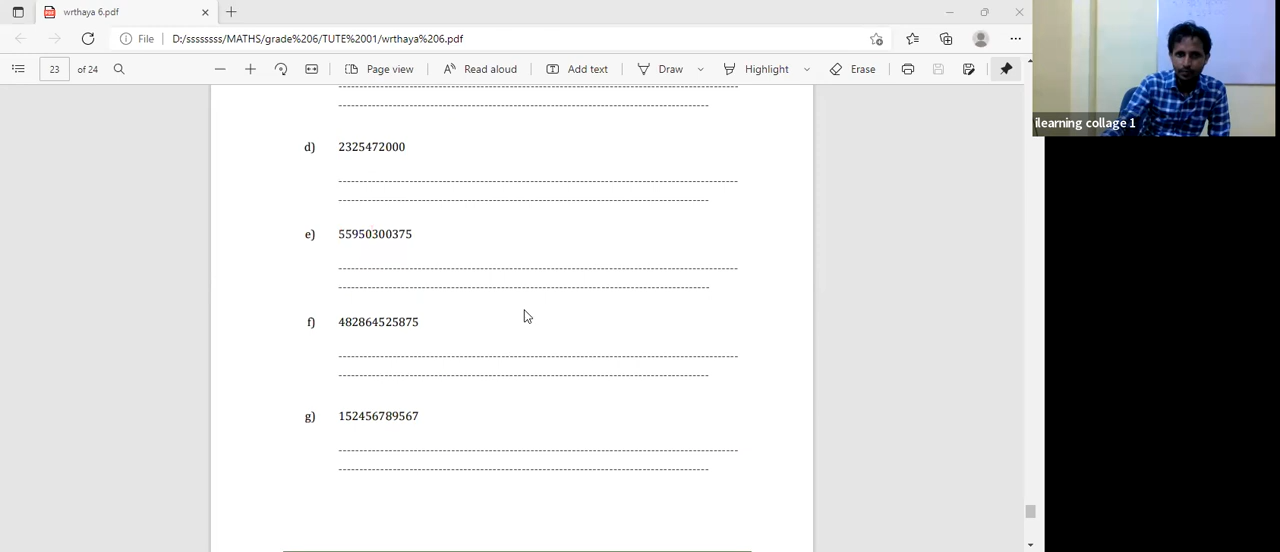 wrthaya 6.pdf
File D:/ssssssss/MATHS/grade%206/TUTE%2001/wrthaya%206.pdf
23 of 24 Page view Read aloud Add text Draw Highlight Erase
ilearning collage 1
d) 2325472000
e) 55950300375
f) 482864525875
g) 152456789567